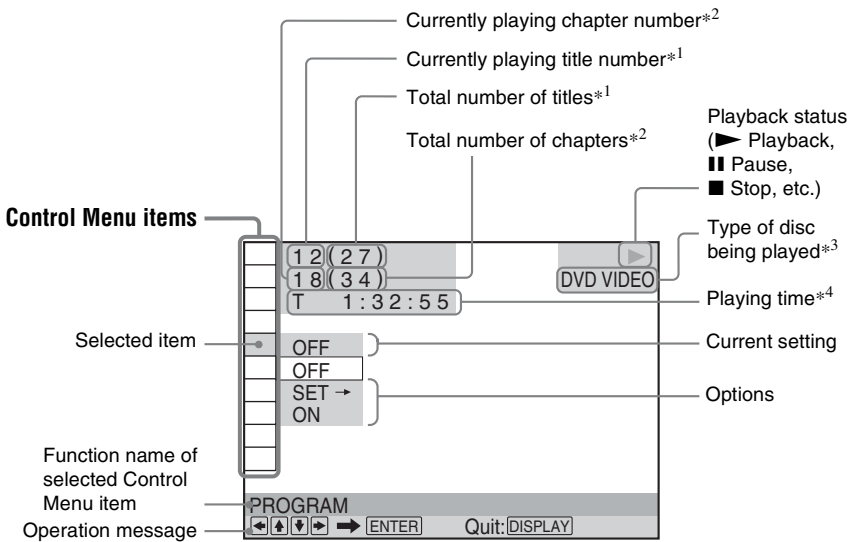 Currently playing chapter number*2
Currently playing title number*1
Total number of titles*1
Total number of chapters*2
Playback status
(► Playback,
❚❚ Pause,
■ Stop, etc.)
Control Menu items
Type of disc
being played*3
12(27)
18(34)
DVD VIDEO
T 1:32:55
Playing time*4
Selected item
OFF
Current setting
OFF
SET →
ON
Options
Function name of
selected Control
Menu item
PROGRAM
Operation message
←↑↓→ ➡ ENTER Quit: DISPLAY